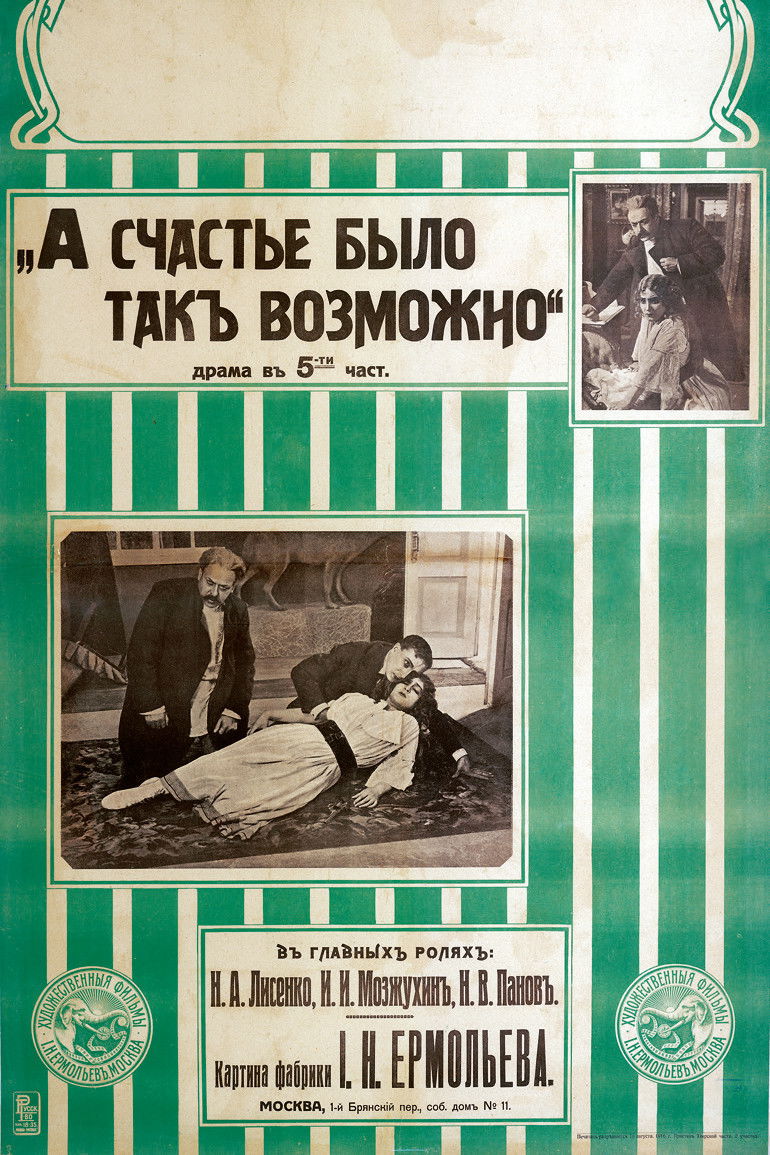 „А СЧАСТЬЕ БЫЛО
ТАКЪ ВОЗМОЖНО“
драма въ 5-ти част.
ВЪ ГЛАВНЫХЪ РОЛЯХЪ:
Н. А. Лисенко, И. И. Мозжухинъ, Н. В. Пановъ.
Картина фабрики І. Н. ЕРМОЛЬЕВА.
МОСКВА, 1-й Брянскій пер., соб. домъ № 11.
ХУДОЖЕСТВЕННЫЯ ФИЛЬМЫ
І. Н. ЕРМОЛЬЕВЪ. МОСКВА
ХУДОЖЕСТВЕННЫЯ ФИЛЬМЫ
І. Н. ЕРМОЛЬЕВЪ. МОСКВА